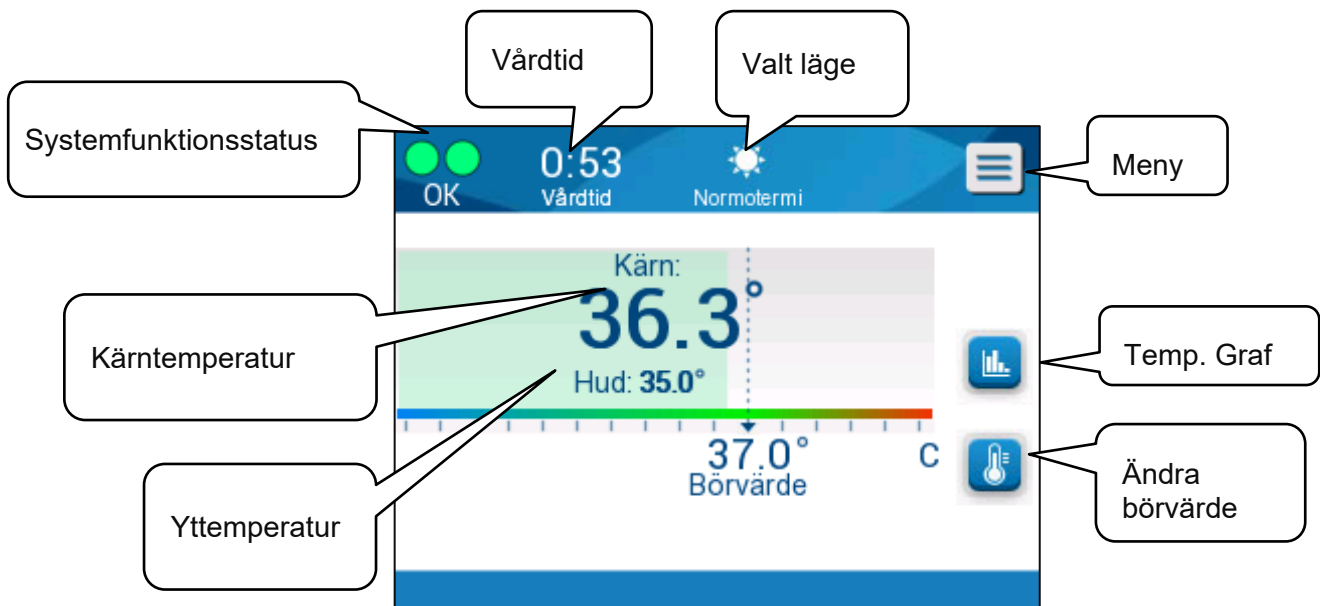 Vårdtid
Valt läge
Systemfunktionsstatus
Meny
OK
0:53
Vårdtid
Normotermi
Kärn:
36.3°
Hud: 35.0°
Kärntemperatur
Temp. Graf
37.0° C
Börvärde
Ändra
börvärde
Yttemperatur